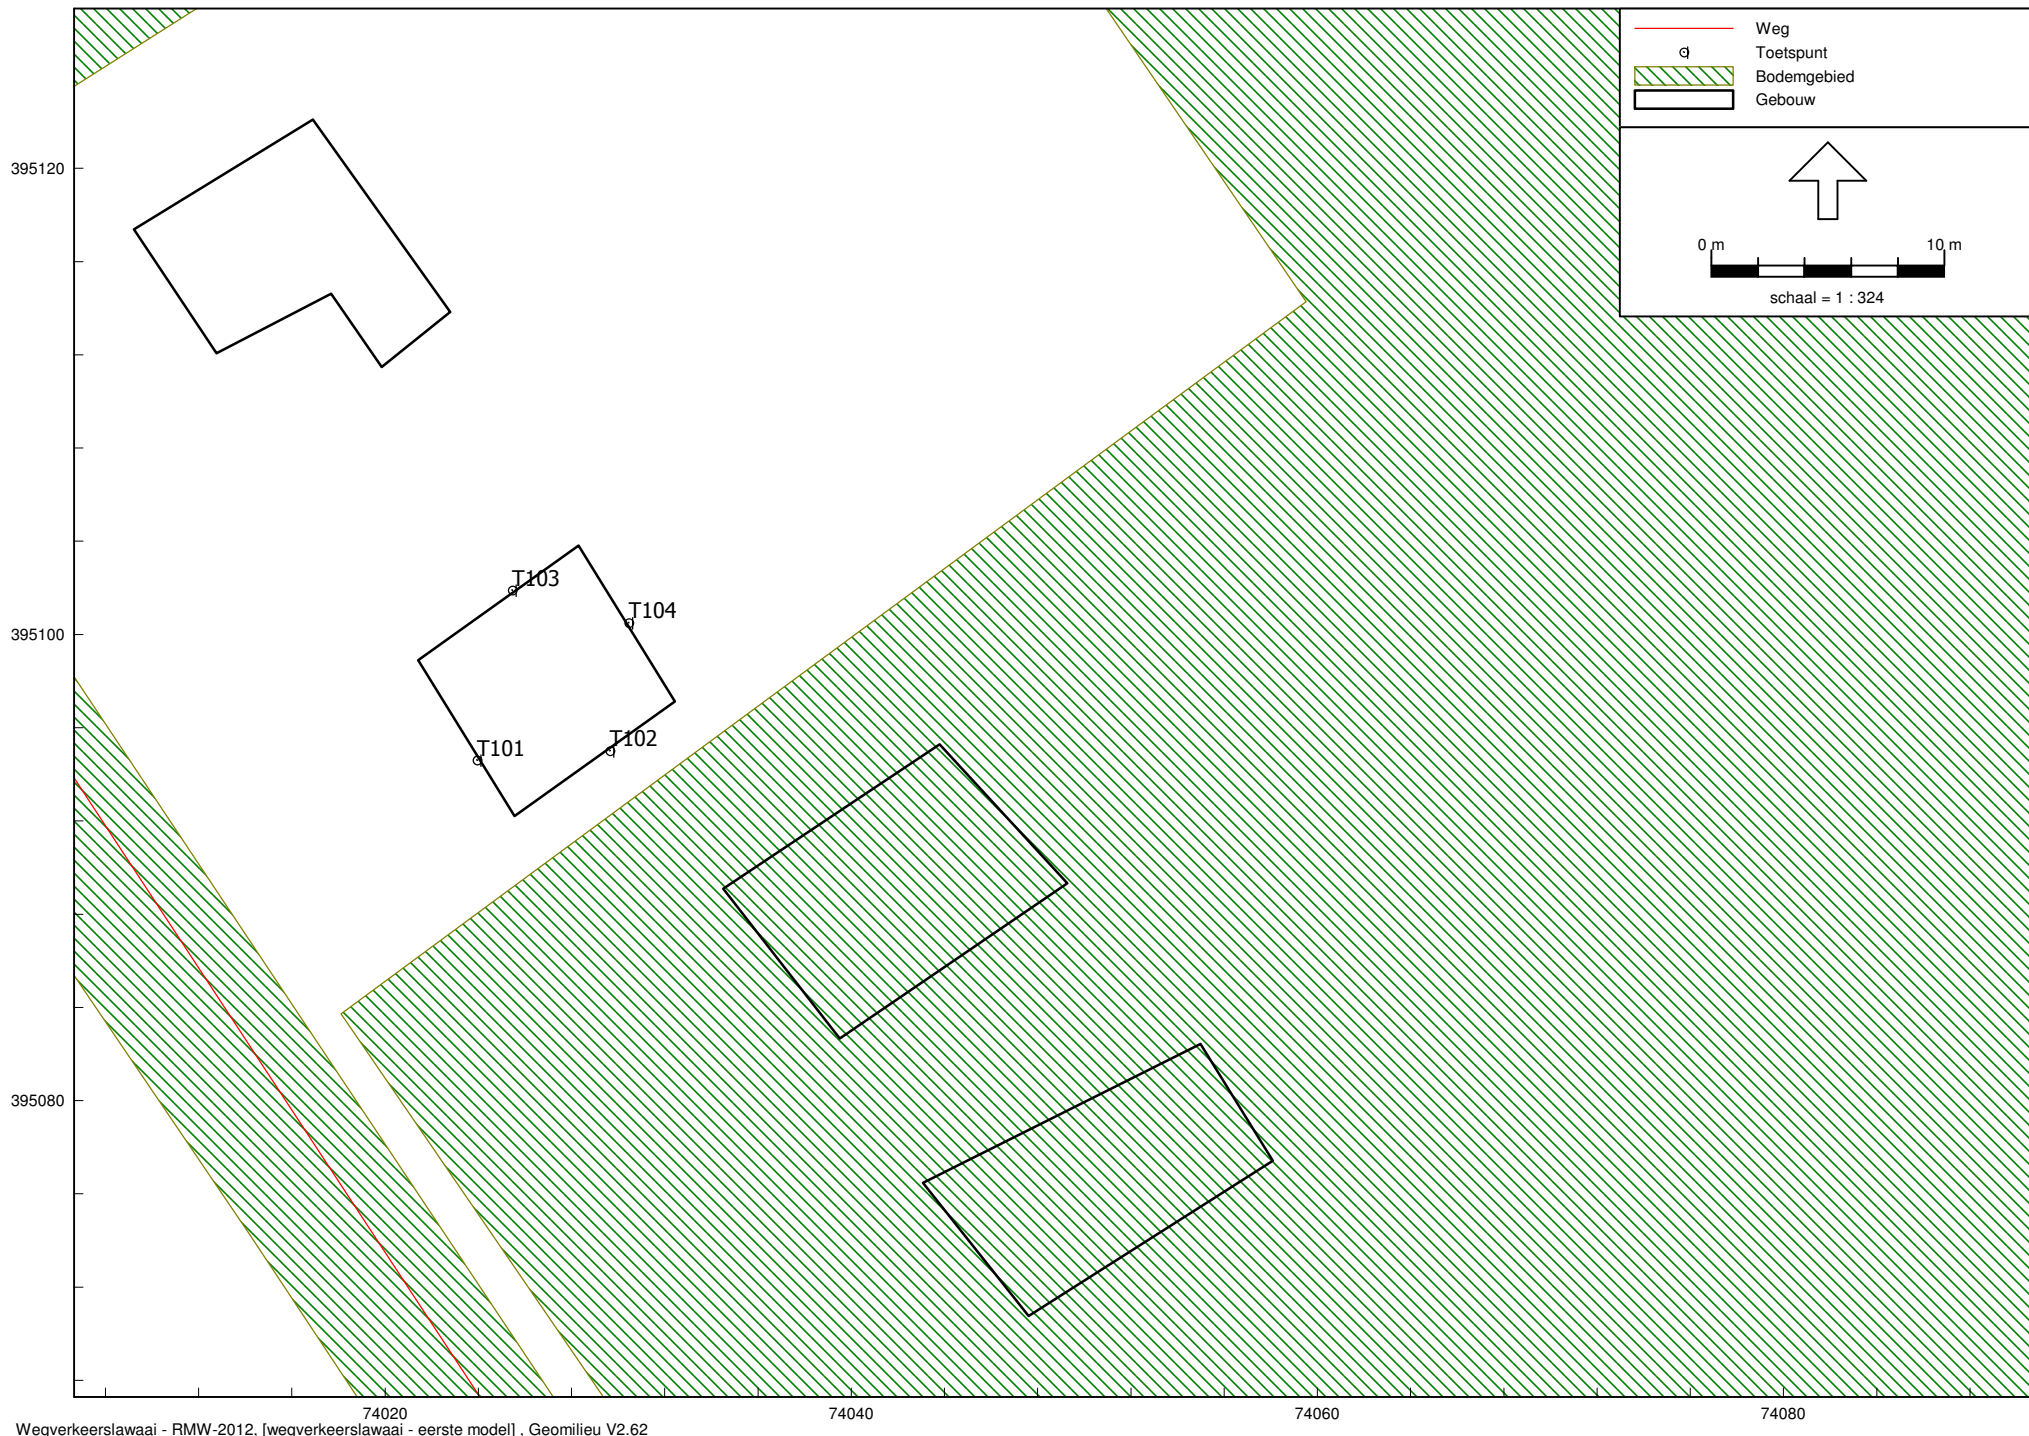 Weg
Toetspunt
Bodemgebied
Gebouw
395120
0 m 10 m
schaal = 1 : 324
T103
T104
395100
T102
T101
395080
74020 74040 74060 74080
Wegverkeerslawaai - RMW-2012, [wegverkeerslawaai - eerste model] , Geomilieu V2.62